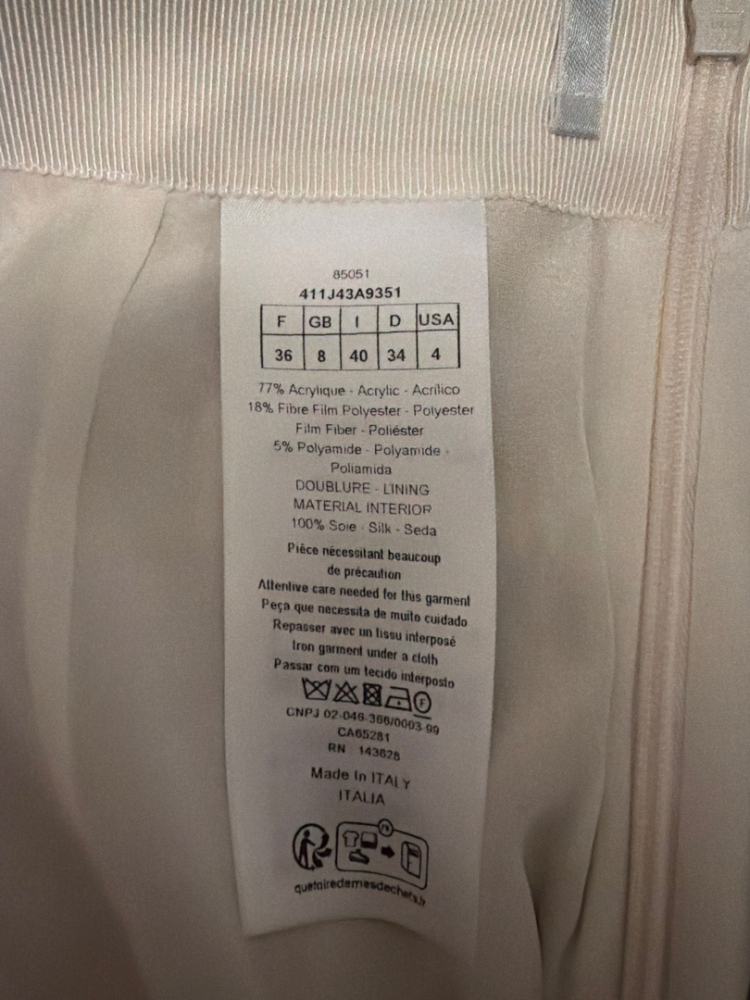 85051
411J43A9351
F GB I D USA
36 8 40 34 4
77% Acrylique - Acrylic - Acrílico
18% Fibre Film Polyester - Polyester
Film Fiber - Poliéster
5% Polyamide - Polyamide -
Poliamida
DOUBLURE - LINING
MATERIAL INTERIOR
100% Soie - Silk - Seda
Pièce nécessitant beaucoup
de précaution
Attentive care needed for this garment
Peça que necessita de muito cuidado
Repasser avec un tissu interposé
Iron garment under a cloth
Passar com um tecido interposto
F
CNPJ 02-046-366/0003-99
CA65281
RN 143628
Made In ITALY
ITALIA
FR
quefairedemesdechets.fr